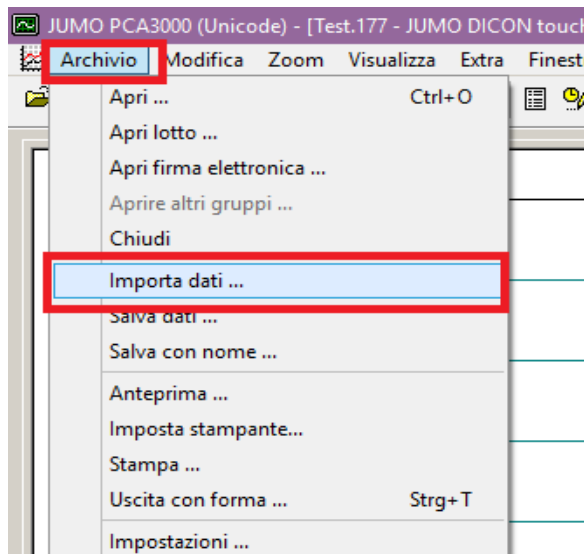 JUMO PCA3000 (Unicode) - [Test.177 - JUMO DICON touch
Archivio Modifica Zoom Visualizza Extra Finest
Apri ... Ctrl+O
Apri lotto ...
Apri firma elettronica ...
Aprire altri gruppi ...
Chiudi
Importa dati ...
Salva dati ...
Salva con nome ...
Anteprima ...
Imposta stampante...
Stampa ...
Uscita con forma ... Strg+T
Impostazioni ...